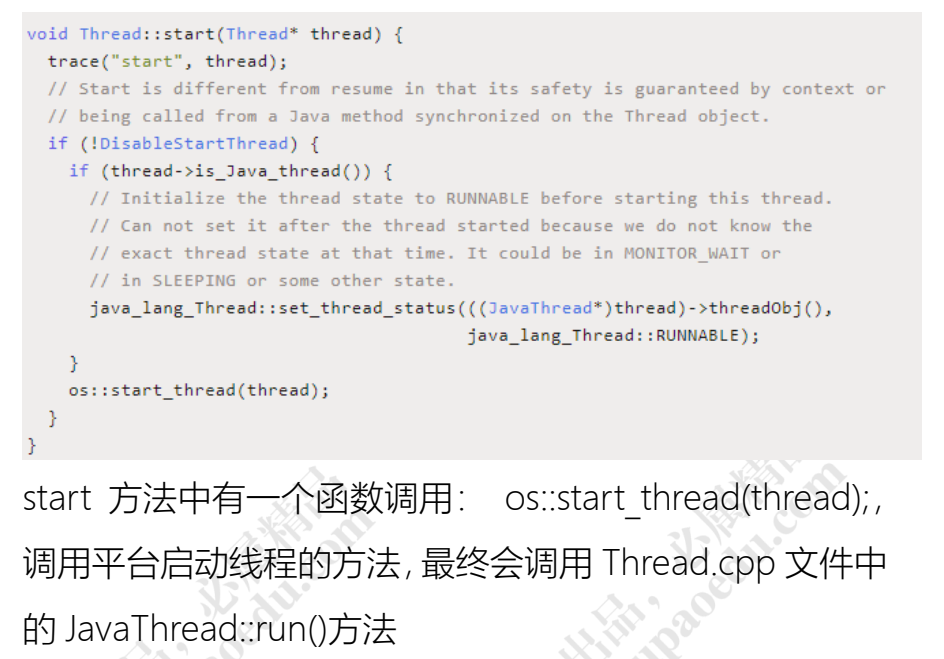 void Thread::start(Thread* thread) {
  trace("start", thread);
  // Start is different from resume in that its safety is guaranteed by context or
  // being called from a Java method synchronized on the Thread object.
  if (!DisableStartThread) {
    if (thread->is_Java_thread()) {
      // Initialize the thread state to RUNNABLE before starting this thread.
      // Can not set it after the thread started because we do not know the
      // exact thread state at that time. It could be in MONITOR_WAIT or
      // in SLEEPING or some other state.
      java_lang_Thread::set_thread_status(((JavaThread*)thread)->threadObj(),
                                          java_lang_Thread::RUNNABLE);
    }
    os::start_thread(thread);
  }
}
start 方法中有一个函数调用： os::start_thread(thread);,
调用平台启动线程的方法,最终会调用 Thread.cpp 文件中
的 JavaThread::run()方法